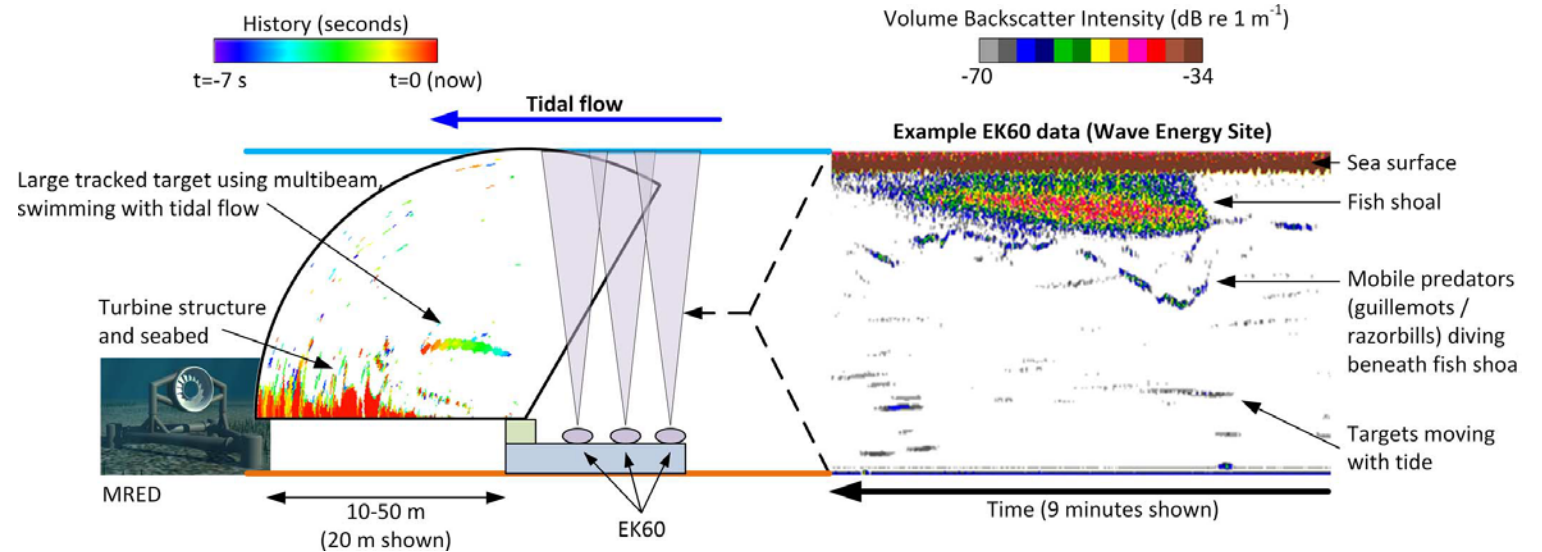 History (seconds)
t=-7 s
t=0 (now)
Volume Backscatter Intensity (dB re 1 m-1)
-70
-34
Tidal flow
Example EK60 data (Wave Energy Site)
Large tracked target using multibeam,
swimming with tidal flow
Turbine structure
and seabed
MRED
10-50 m
(20 m shown)
EK60
Sea surface
Fish shoal
Mobile predators
(guillemots /
razorbills) diving
beneath fish shoa
Targets moving
with tide
Time (9 minutes shown)